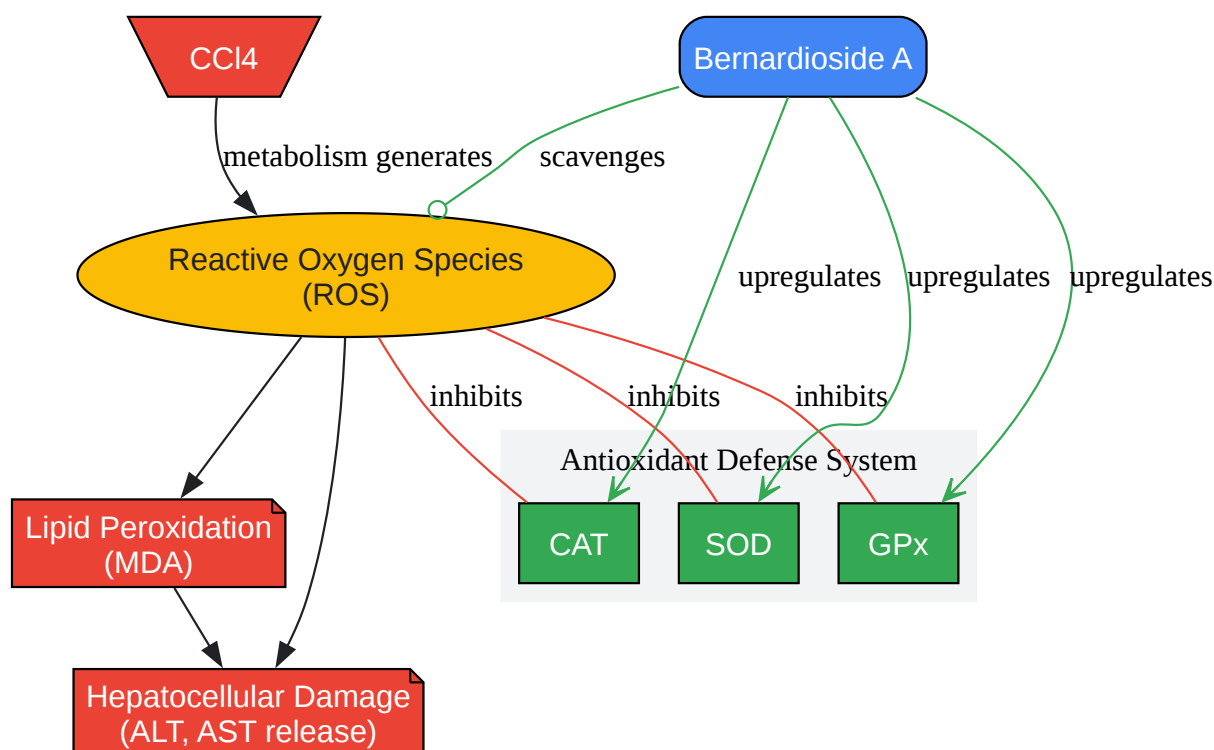 CCl4
Bernardioside A
metabolism generates
scavenges
Reactive Oxygen Species
(ROS)
upregulates
upregulates
upregulates
inhibits
inhibits
inhibits
Antioxidant Defense System
Lipid Peroxidation
(MDA)
CAT
SOD
GPx
Hepatocellular Damage
(ALT, AST release)